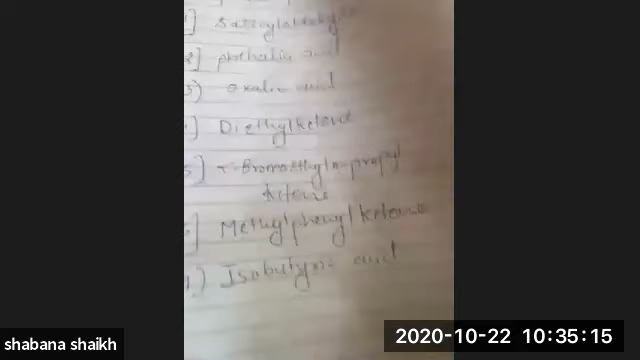 1] Salicylaldehyde
2] phthalic acid
3) Oxalic acid
] Diethylketone
5] r-Bromoethyl n-propyl
ketone
] Methylphenylketone
) Isobutyric acid
shabana shaikh
2020-10-22 10:35:15